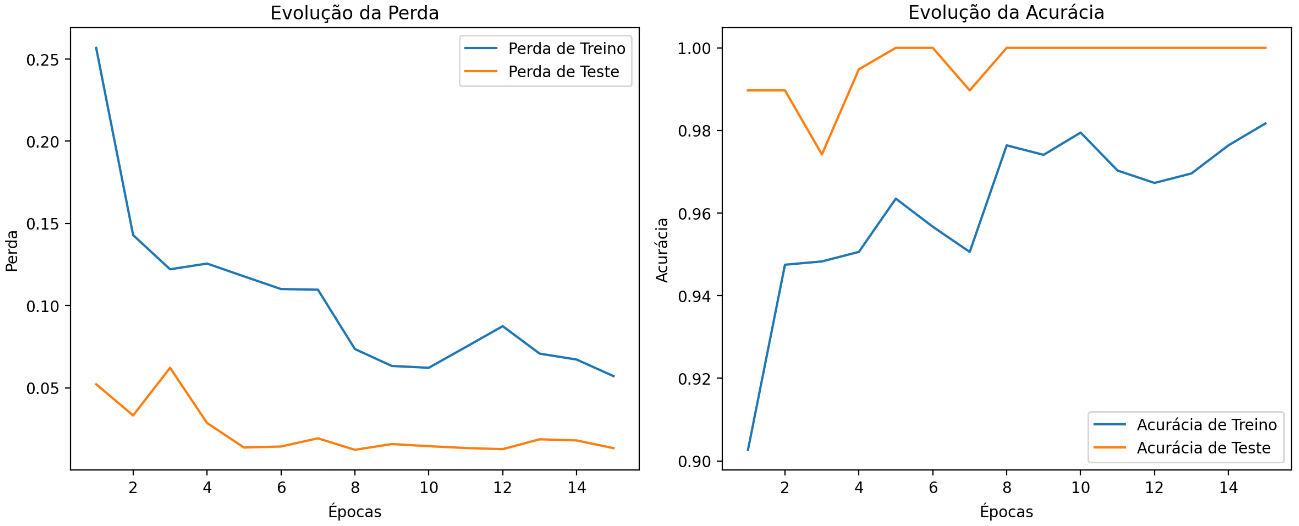 Evolução da Perda
0.25
0.20
0.15
0.10
0.05
Perda
Perda de Treino
Perda de Teste
2 4 6 8 10 12 14
Épocas
Evolução da Acurácia
1.00
0.98
0.96
0.94
0.92
0.90
Acurácia
Acurácia de Treino
Acurácia de Teste
2 4 6 8 10 12 14
Épocas